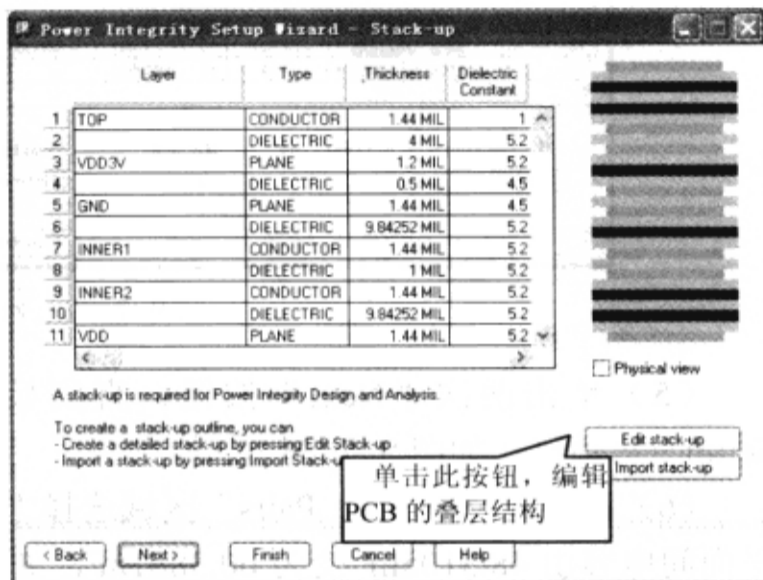 Power Integrity Setup Wizard - Stack-up
Layer Type Thickness Dielectric Constant
1 TOP CONDUCTOR 1.44 MIL 1
2 DIELECTRIC 4 MIL 5.2
3 VDD3V PLANE 1.2 MIL 5.2
4 DIELECTRIC 0.5 MIL 4.5
5 GND PLANE 1.44 MIL 4.5
6 DIELECTRIC 9.84252 MIL 5.2
7 INNER1 CONDUCTOR 1.44 MIL 5.2
8 DIELECTRIC 1 MIL 5.2
9 INNER2 CONDUCTOR 1.44 MIL 5.2
10 DIELECTRIC 9.84252 MIL 5.2
11 VDD PLANE 1.44 MIL 5.2
Physical view
A stack-up is required for Power Integrity Design and Analysis.
To create a stack-up outline, you can
- Create a detailed stack-up by pressing Edit Stack-up
- Import a stack-up by pressing Import Stack-u
Edit stack-up
Import stack-up
单击此按钮，编辑
PCB 的叠层结构
< Back Next > Finish Cancel Help